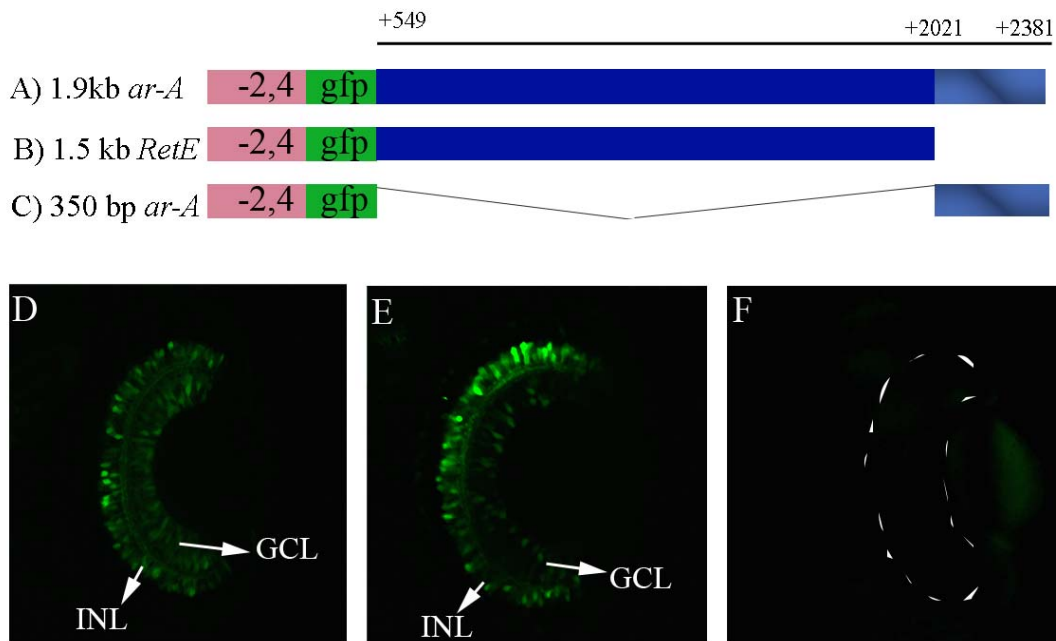 +549
+2021 +2381
A) 1.9kb ar-A -2,4 gfp
B) 1.5 kb RetE -2,4 gfp
C) 350 bp ar-A -2,4 gfp
D E F
GCL
INL
GCL
INL